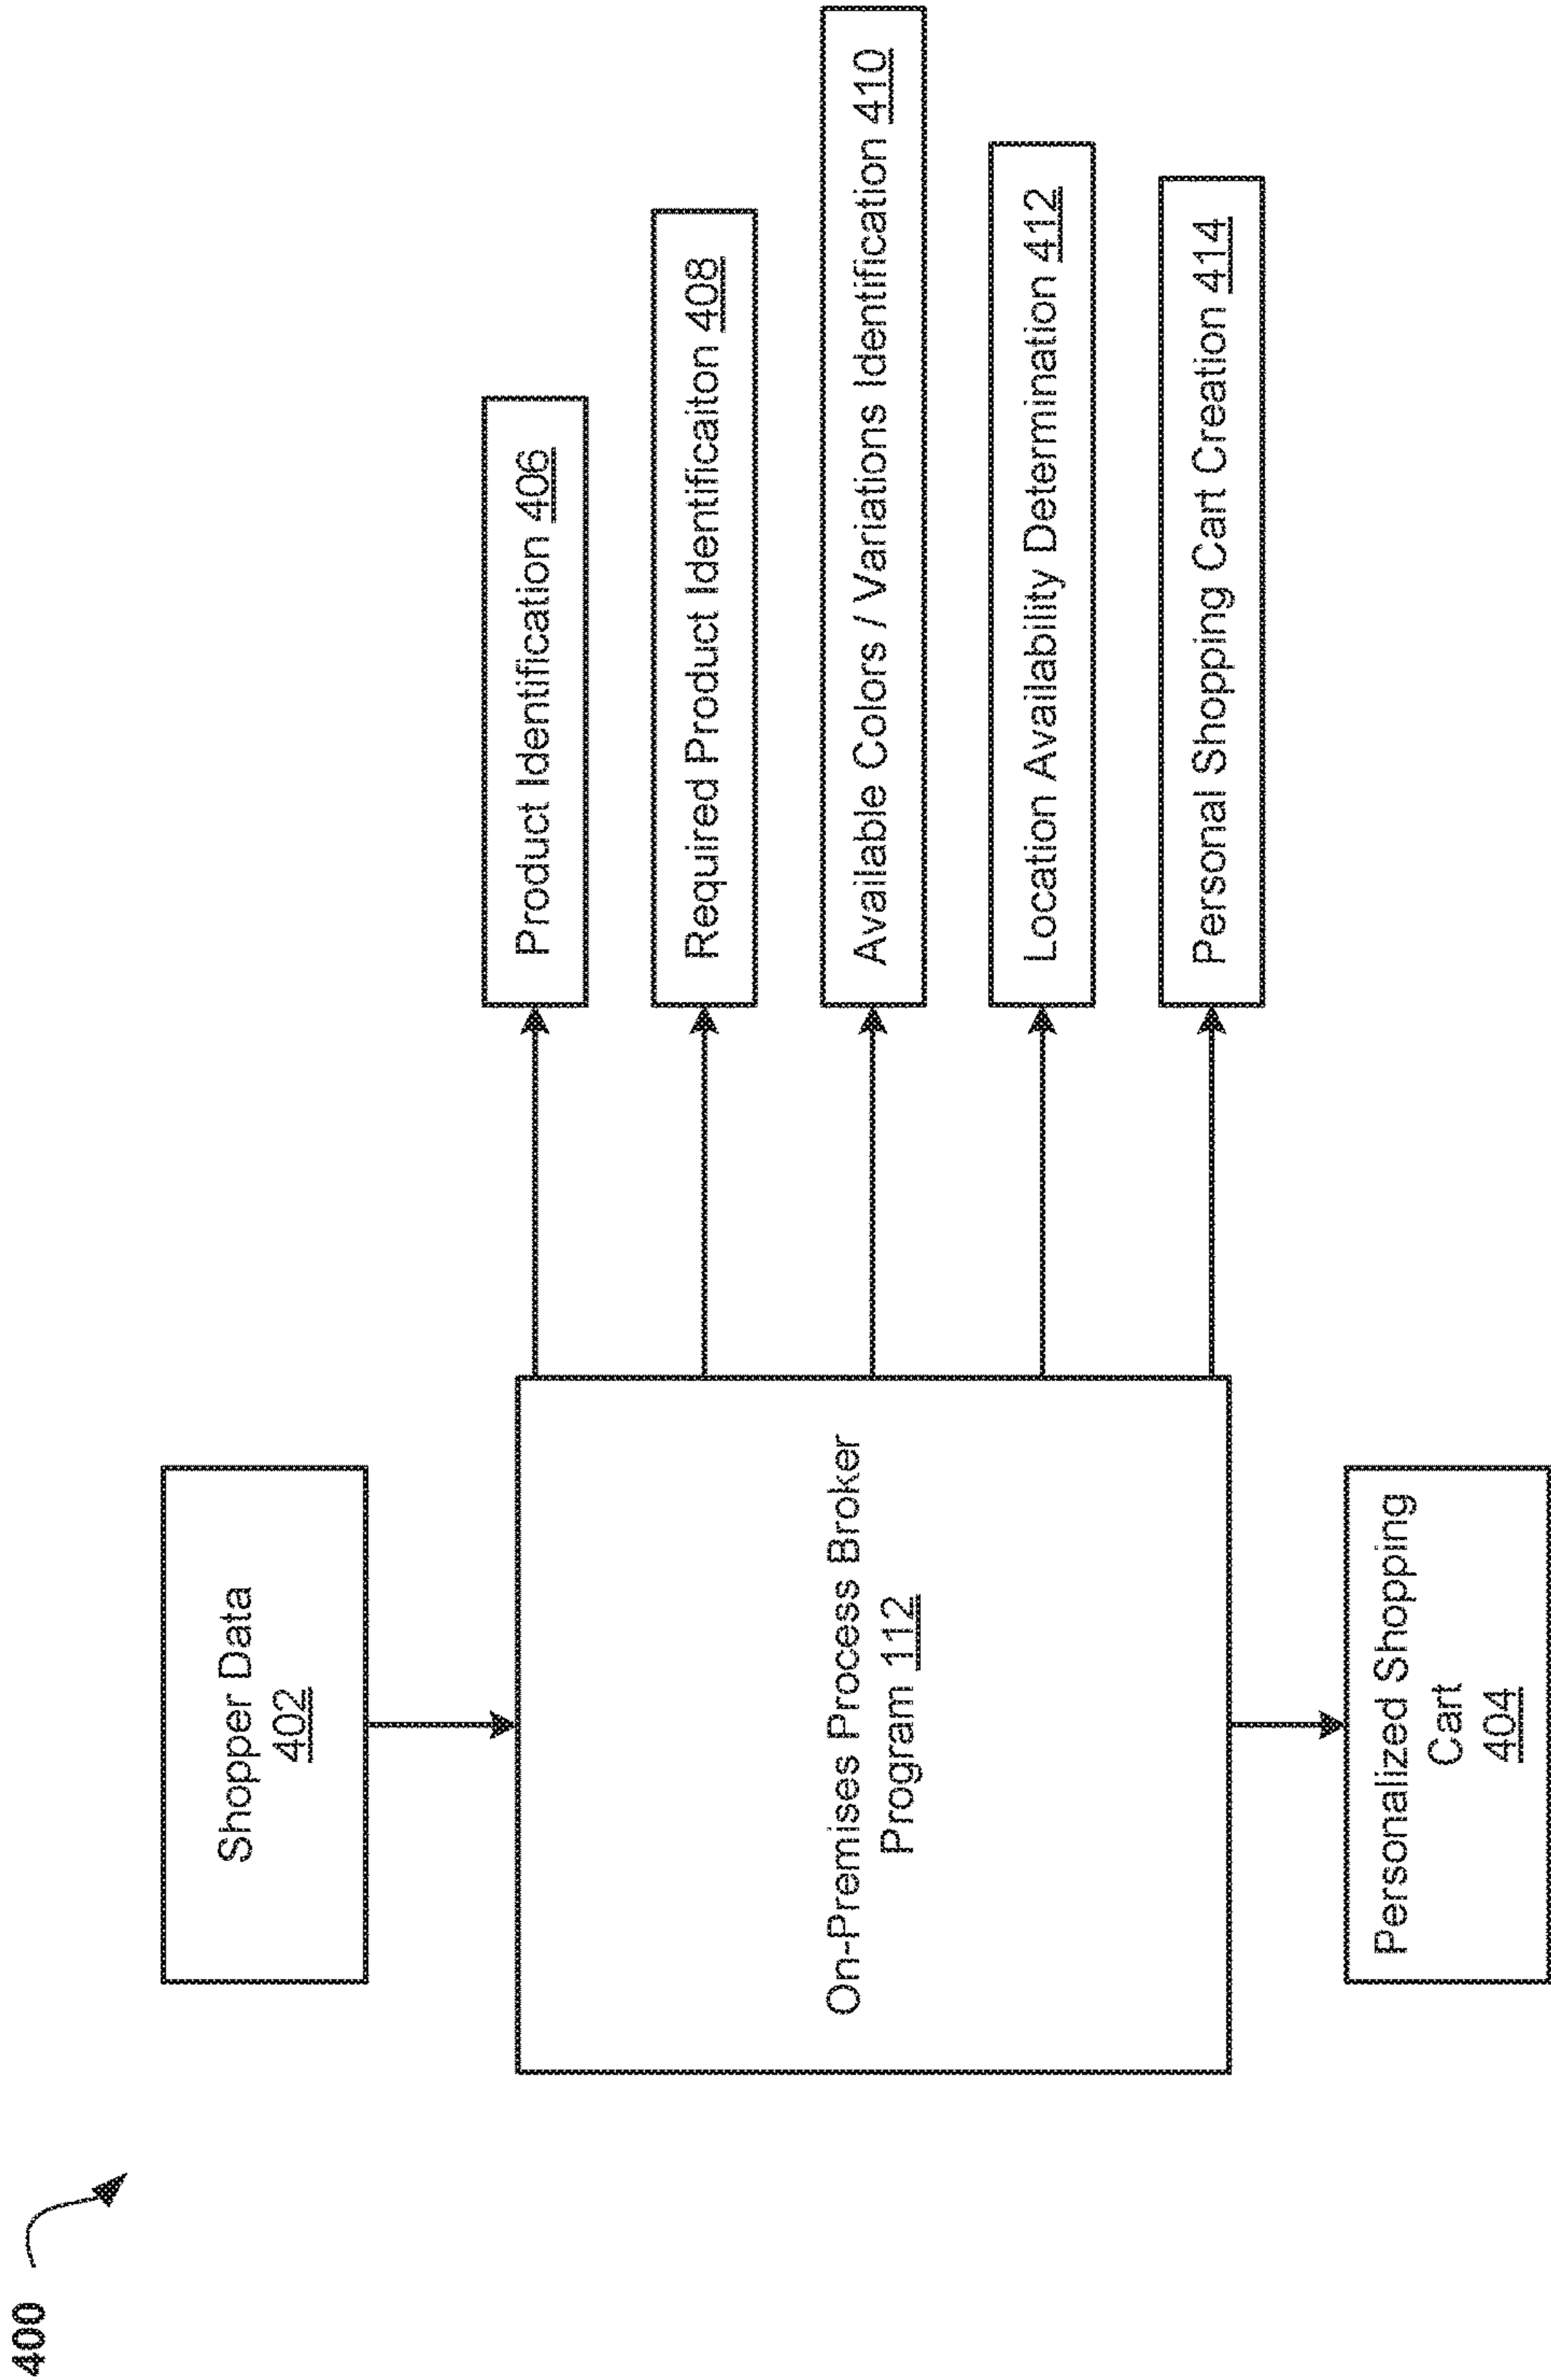 400
Shopper Data
402
On-Premises Process Broker
Program 112
Personalized Shopping
Cart
404
Product Identification 406
Required Product Identificaiton 408
Available Colors / Variations Identification 410
Location Availability Determination 412
Personal Shopping Cart Creation 414